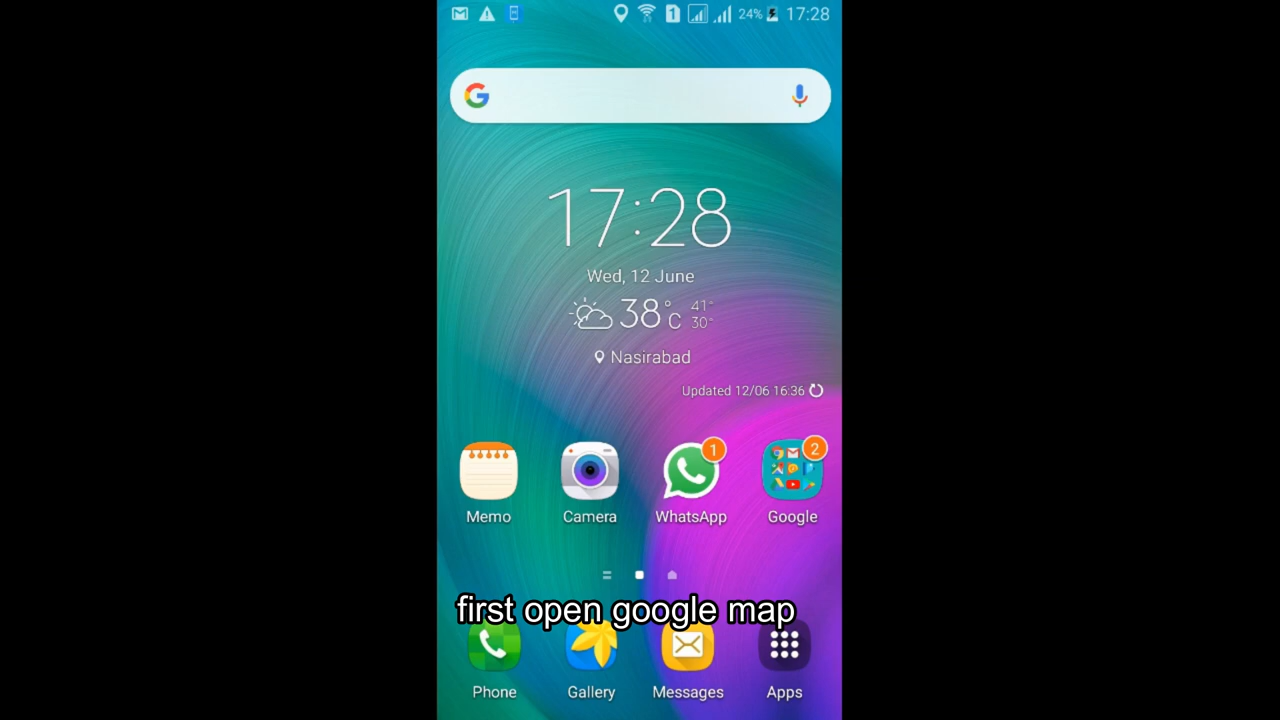 1 24% 17:28
G
17:28
Wed, 12 June
38°C 41°
30°
Nasirabad
Updated 12/06 16:36
1 2
Memo Camera WhatsApp Google
first open google map
Phone Gallery Messages Apps